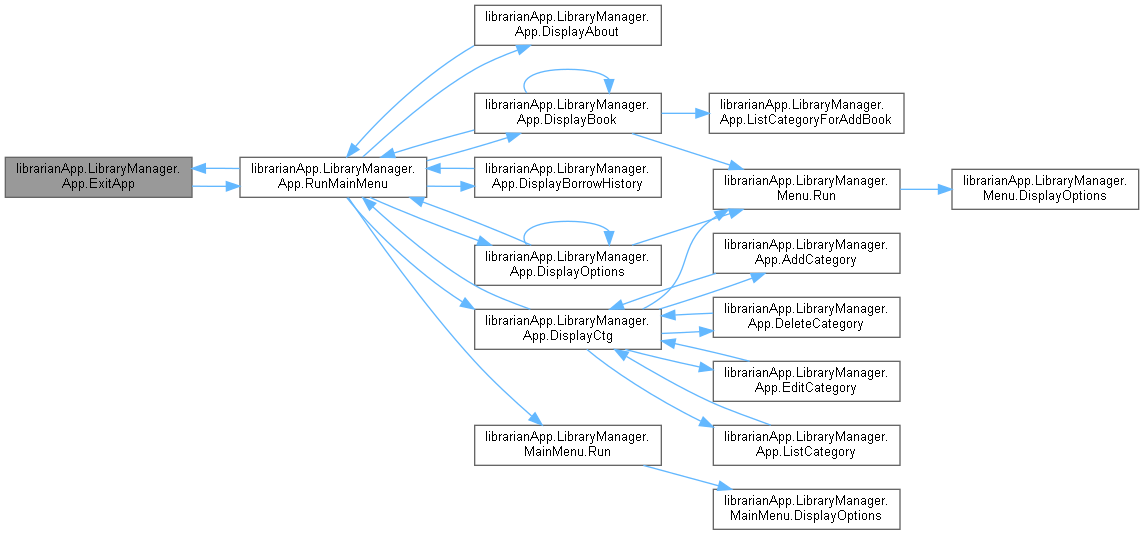 librarianApp.LibraryManager.
App.ExitApp
librarianApp.LibraryManager.
App.RunMainMenu
librarianApp.LibraryManager.
App.DisplayAbout
librarianApp.LibraryManager.
App.DisplayBook
librarianApp.LibraryManager.
App.ListCategoryForAddBook
librarianApp.LibraryManager.
App.DisplayBorrowHistory
librarianApp.LibraryManager.
Menu.Run
librarianApp.LibraryManager.
Menu.DisplayOptions
librarianApp.LibraryManager.
App.DisplayOptions
librarianApp.LibraryManager.
App.AddCategory
librarianApp.LibraryManager.
App.DisplayCtg
librarianApp.LibraryManager.
App.DeleteCategory
librarianApp.LibraryManager.
App.EditCategory
librarianApp.LibraryManager.
MainMenu.Run
librarianApp.LibraryManager.
App.ListCategory
librarianApp.LibraryManager.
MainMenu.DisplayOptions